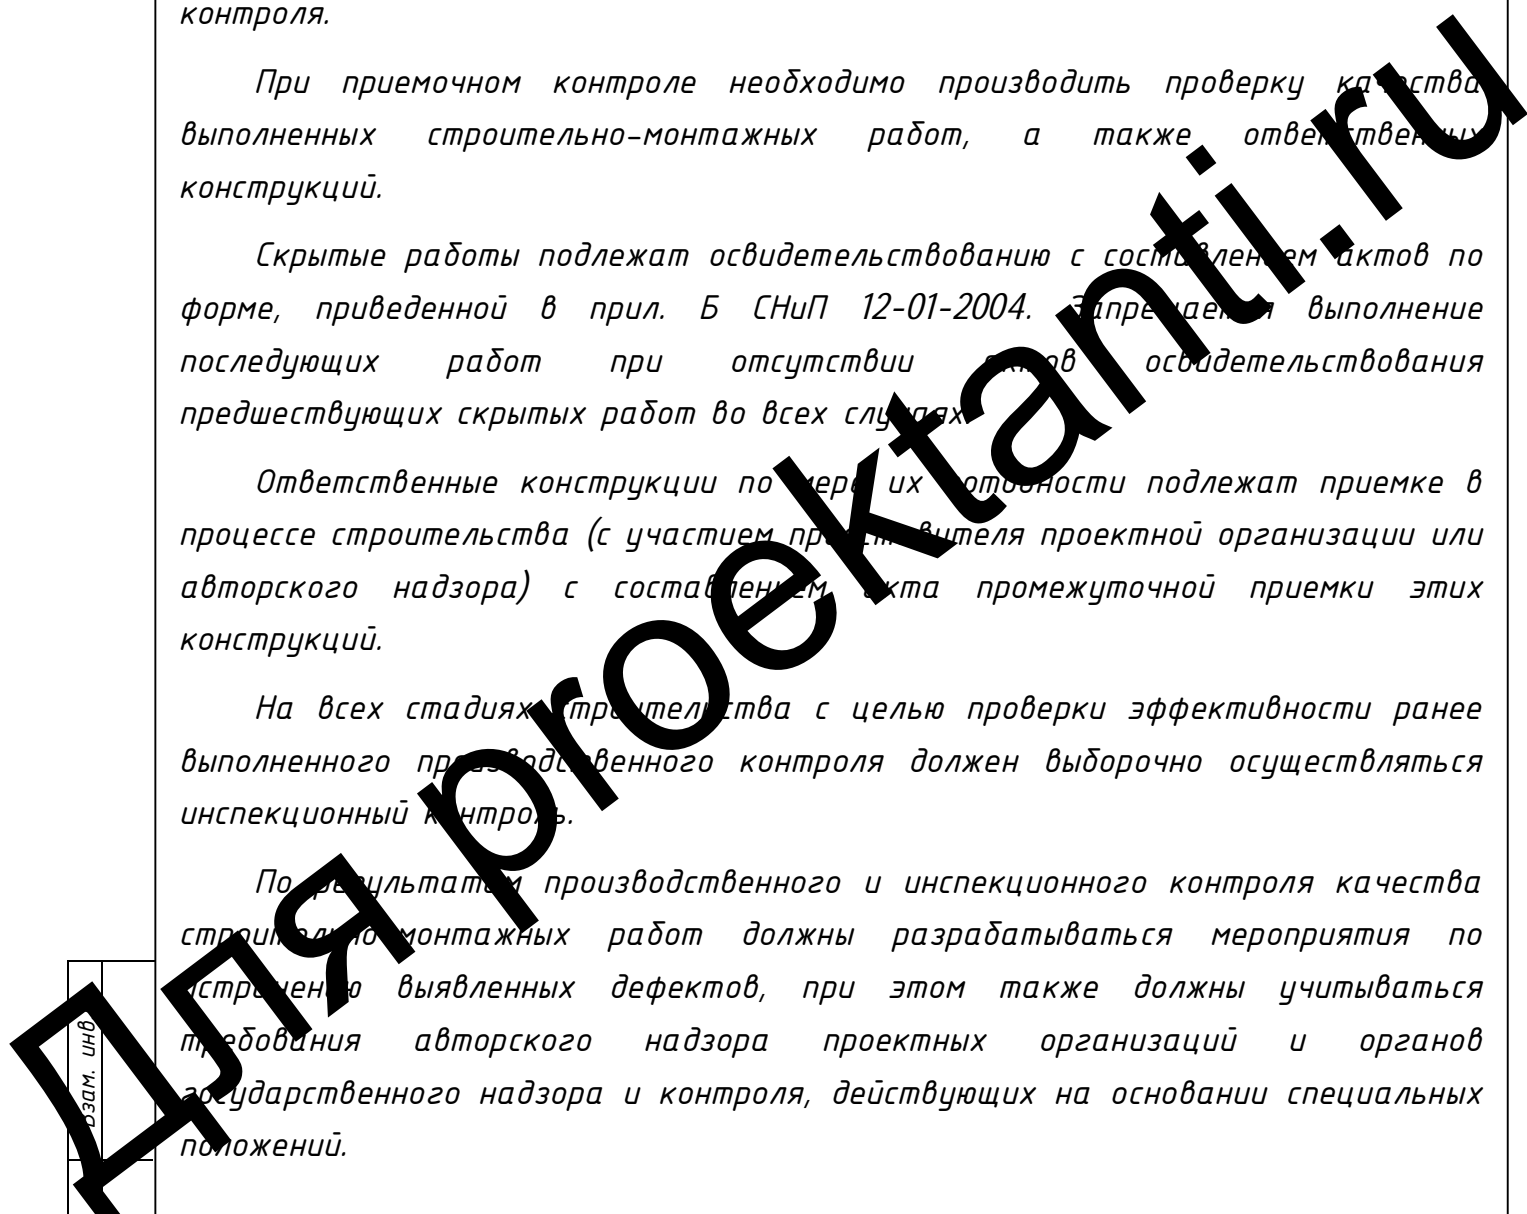 контроля.
При приемочном контроле необходимо производить проверку качества
выполненных строительно-монтажных работ, а также ответственных
конструкций.
Скрытые работы подлежат освидетельствованию с составлением актов по
форме, приведенной в прил. Б СНиП 12-01-2004. Запрещается выполнение
последующих работ при отсутствии актов освидетельствования
предшествующих скрытых работ во всех случаях.
Ответственные конструкции по мере их готовности подлежат приемке в
процессе строительства (с участием представителя проектной организации или
авторского надзора) с составлением акта промежуточной приемки этих
конструкций.
На всех стадиях строительства с целью проверки эффективности ранее
выполненного производственного контроля должен выборочно осуществляться
инспекционный контроль.
По результатам производственного и инспекционного контроля качества
строительно-монтажных работ должны разрабатываться мероприятия по
устранению выявленных дефектов, при этом также должны учитываться
требования авторского надзора проектных организаций и органов
государственного надзора и контроля, действующих на основании специальных
положений.
Взам. инв
Для proektanti.ru